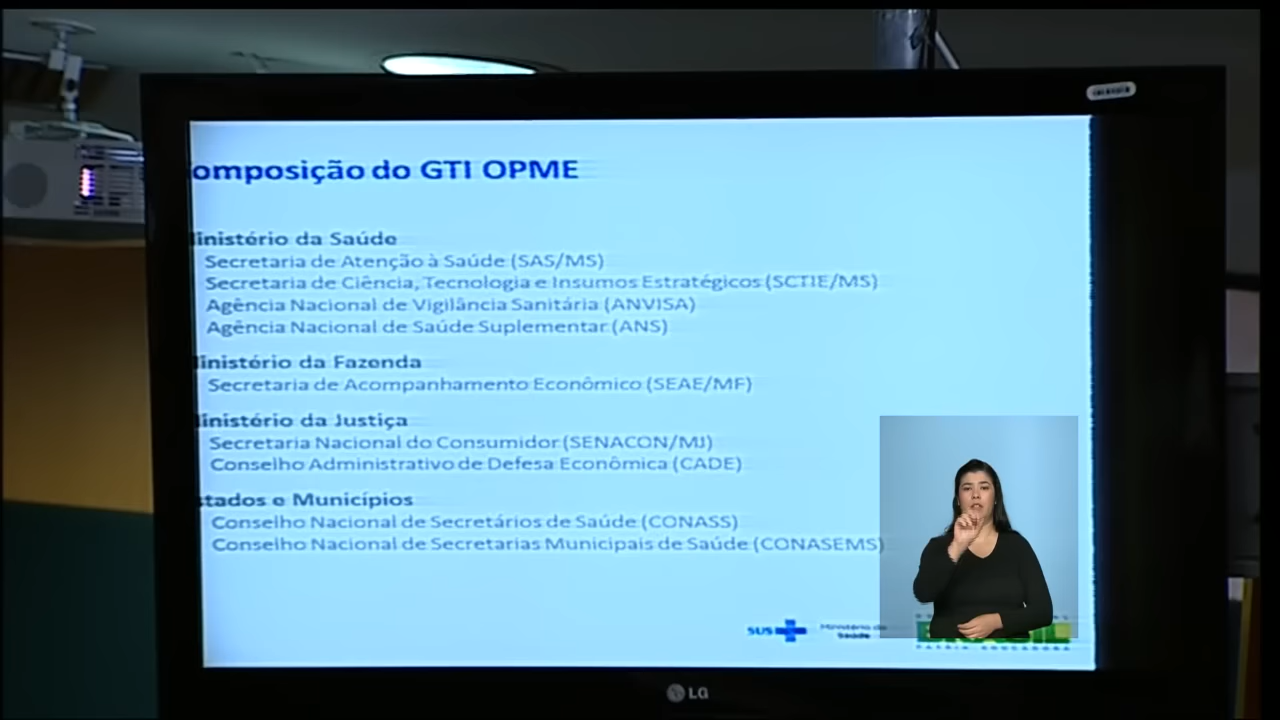 omposição do GTI OPME
inistério da Saúde
Secretaria de Atenção à Saúde (SAS/MS)
Secretaria de Ciência, Tecnologia e Insumos Estratégicos (SCTIE/MS)
Agência Nacional de Vigilância Sanitária (ANVISA)
Agência Nacional de Saúde Suplementar (ANS)
inistério da Fazenda
Secretaria de Acompanhamento Econômico (SEAE/MF)
inistério da Justiça
Secretaria Nacional do Consumidor (SENACON/MJ)
Conselho Administrativo de Defesa Econômica (CADE)
stados e Municípios
Conselho Nacional de Secretários de Saúde (CONASS)
Conselho Nacional de Secretarias Municipais de Saúde (CONASEMS)
SUS
Ministério da
Saúde
BRASIL
PÁTRIA EDUCADORA
LG